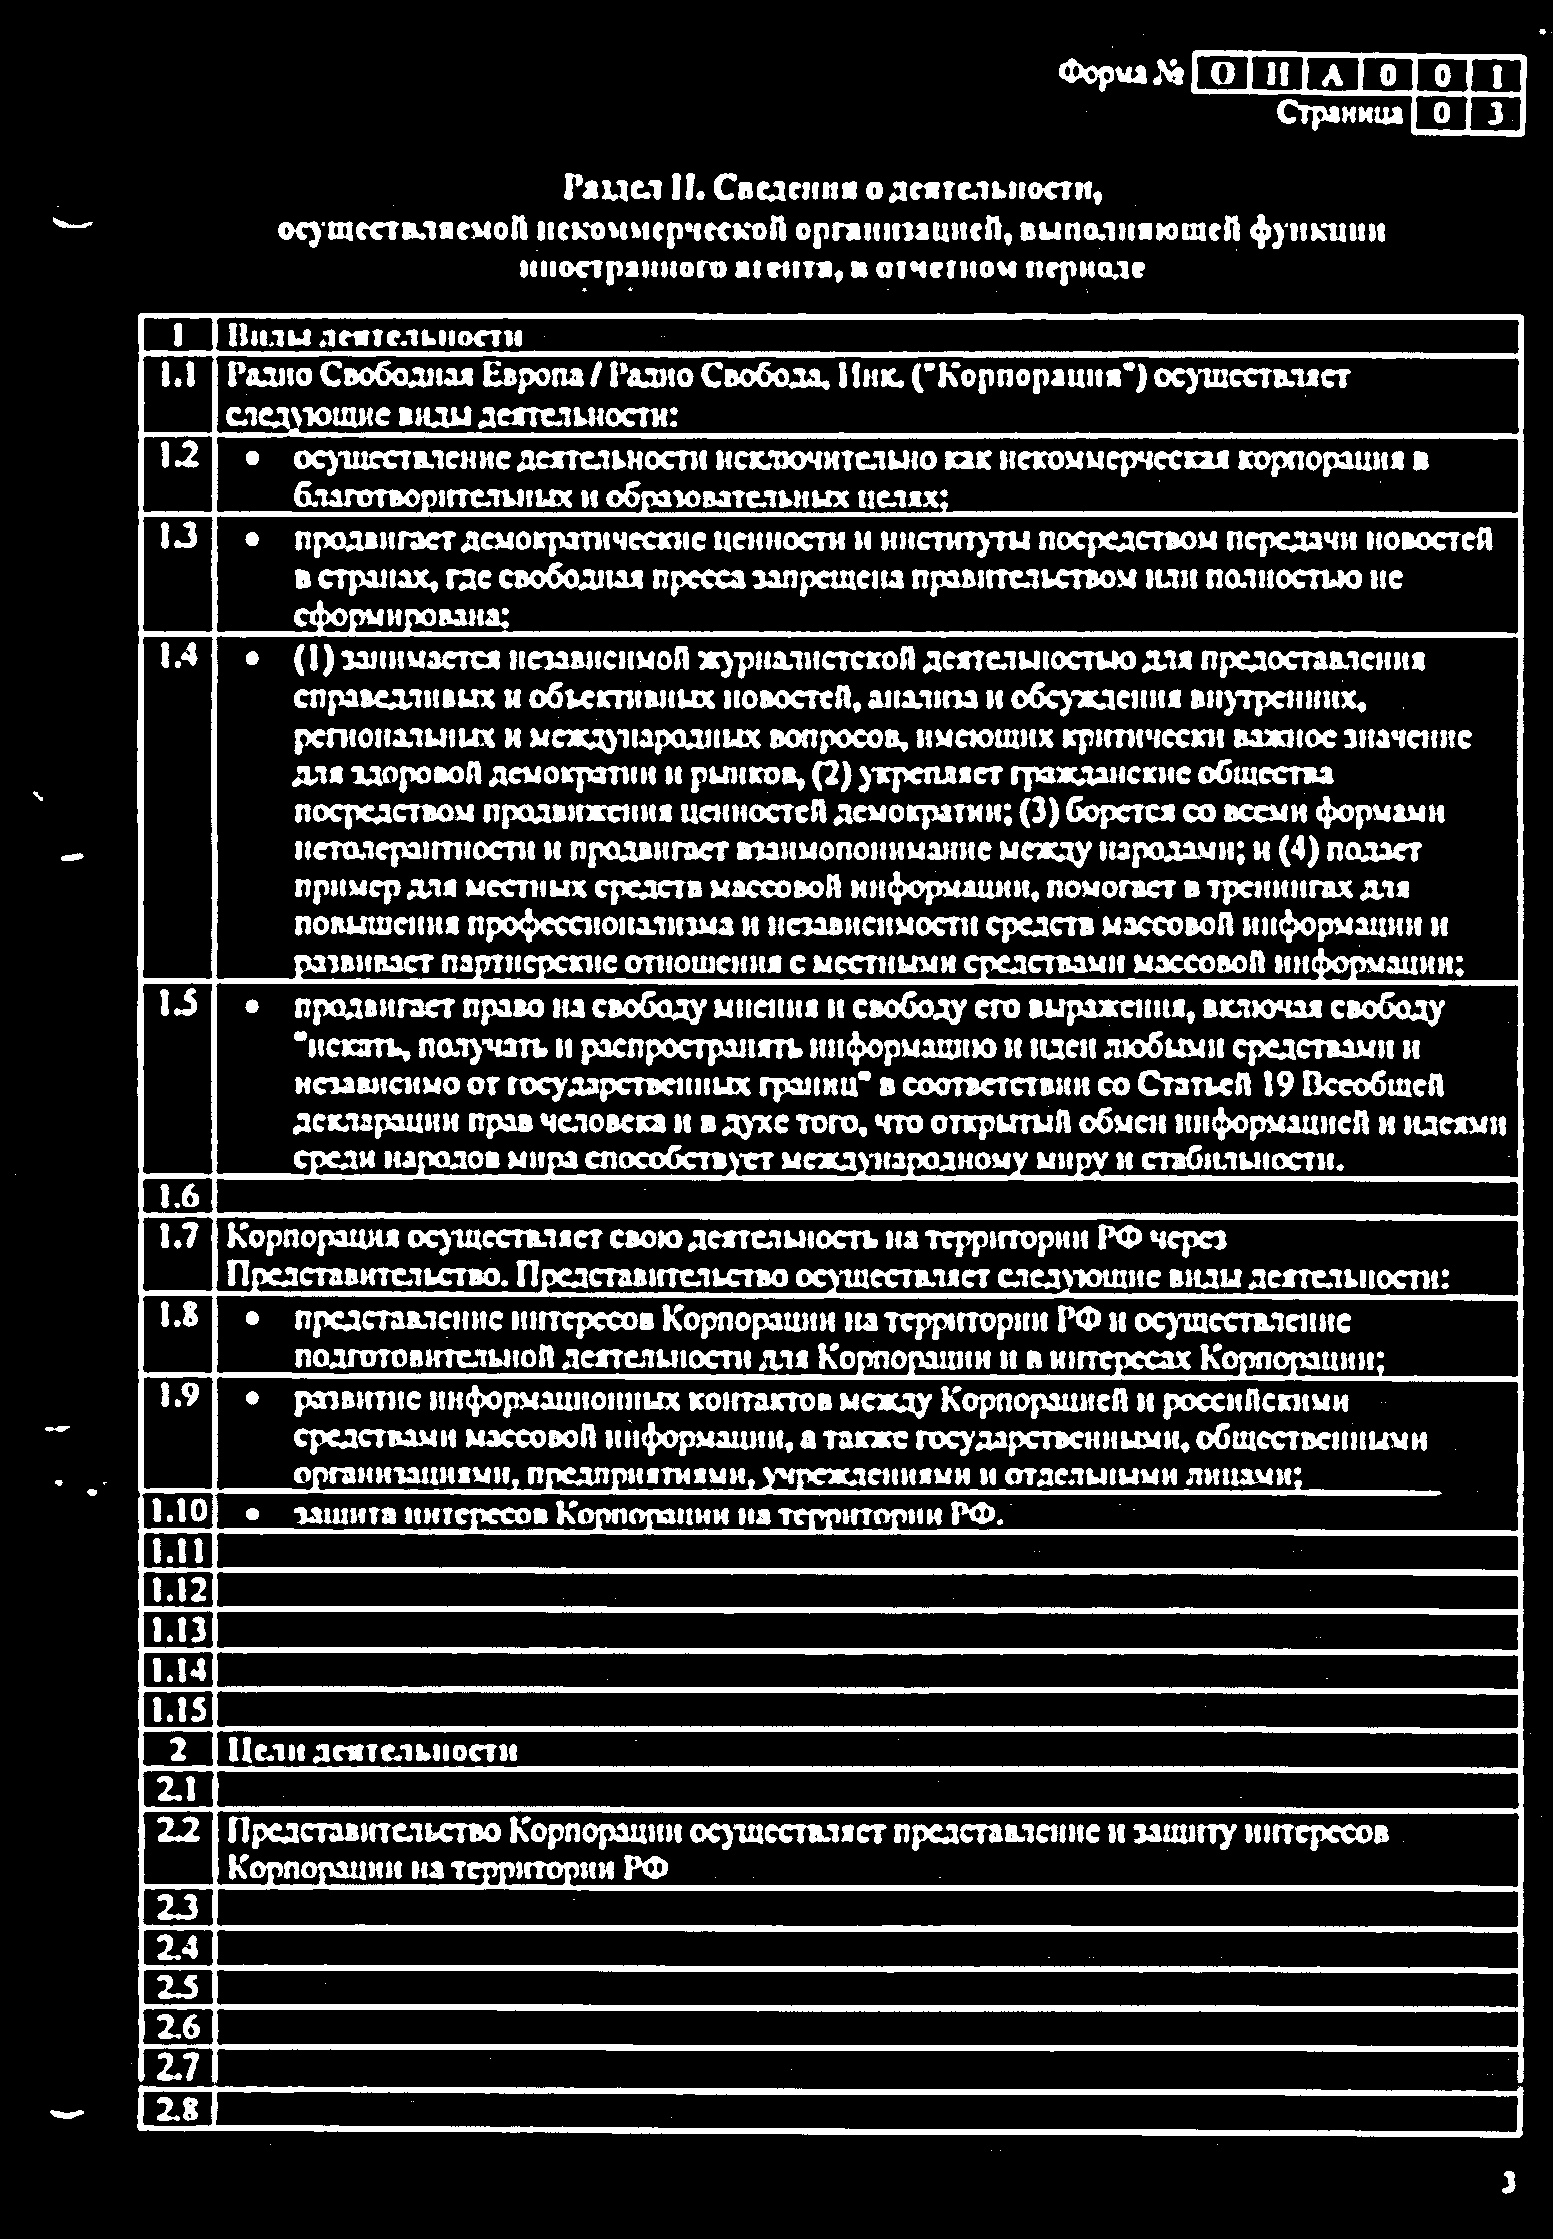 Форма № О Н А 0 0 1
Страница 0 3
Раздел II. Сведения о деятельности,
осуществляемой некоммерческой организацией, выполняющей функции
иностранного агента, в отчетном периоде
1 Виды деятельности
1.1 Радио Свободная Европа / Радио Свобода, Инк. ("Корпорация") осуществляет
следующие виды деятельности:
1.2 • осуществление деятельности исключительно как некоммерческая корпорация в
благотворительных и образовательных целях;
1.3 • продвигает демократические ценности и институты посредством передачи новостей
в странах, где свободная пресса запрещена правительством или полностью не
сформирована;
1.4 • (1) занимается независимой журналистской деятельностью для предоставления
справедливых и объективных новостей, анализа и обсуждения внутренних,
региональных и международных вопросов, имеющих критически важное значение
для здоровой демократии и рынков, (2) укрепляет гражданские общества
посредством продвижения ценностей демократии; (3) борется со всеми формами
нетолерантности и продвигает взаимопонимание между народами; и (4) подает
пример для местных средств массовой информации, помогает в тренингах для
повышения профессионализма и независимости средств массовой информации и
развивает партнерские отношения с местными средствами массовой информации;
1.5 • продвигает право на свободу мнения и свободу его выражения, включая свободу
"искать, получать и распространять информацию и идеи любыми средствами и
независимо от государственных границ" в соответствии со Статьей 19 Всеобщей
декларации прав человека и в духе того, что открытый обмен информацией и идеями
среди народов мира способствует международному миру и стабильности.
1.6
1.7 Корпорация осуществляет свою деятельность на территории РФ через
Представительство. Представительство осуществляет следующие виды деятельности:
1.8 • представление интересов Корпорации на территории РФ и осуществление
подготовительной деятельности для Корпорации и в интересах Корпорации;
1.9 • развитие информационных контактов между Корпорацией и российскими
средствами массовой информации, а также государственными, общественными
организациями, предприятиями, учреждениями и отдельными лицами;
1.10 • защита интересов Корпорации на территории РФ.
1.11
1.12
1.13
1.14
1.15
2 Цели деятельности
2.1
2.2 Представительство Корпорации осуществляет представление и защиту интересов
Корпорации на территории РФ
2.3
2.4
2.5
2.6
2.7
2.8
3